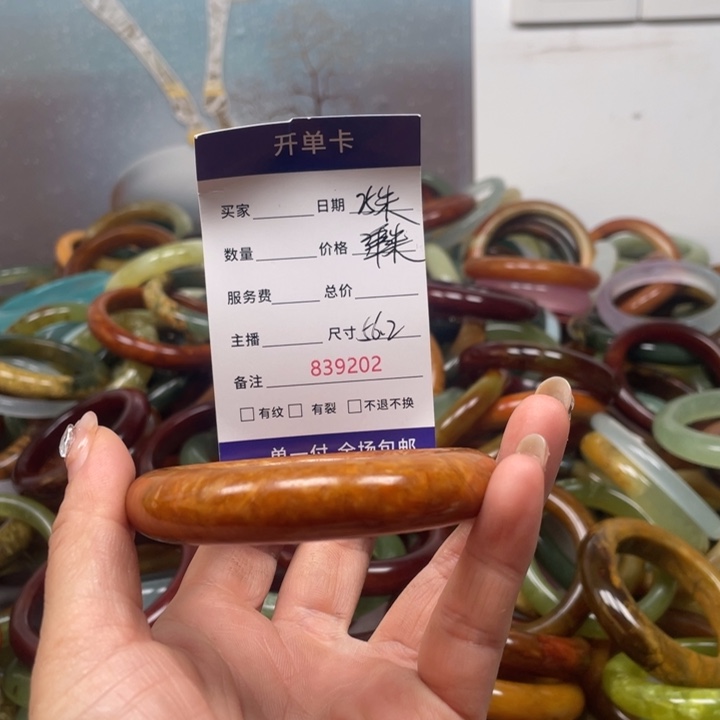 开单卡
买家 日期
数量 价格
服务费 总价
主播 尺寸 56.2
839202
备注
有纹 有裂 不退不换
单一付 全场包邮